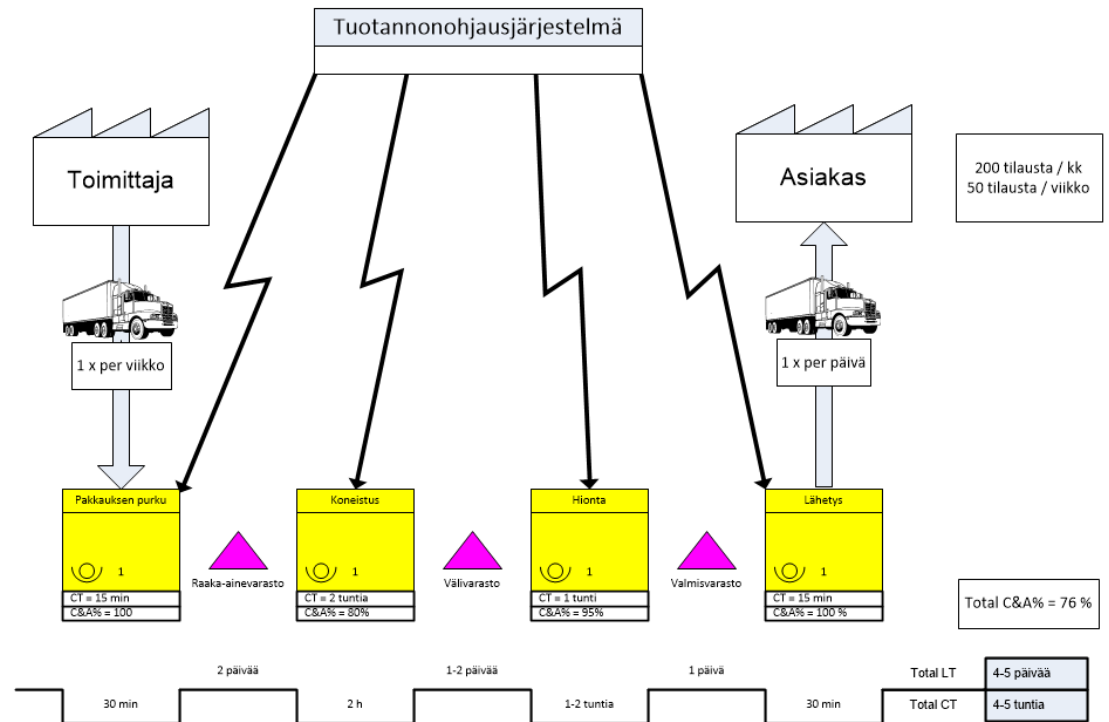 Tuotannonohjausjärjestelmä
Toimittaja
Asiakas
200 tilausta / kk
50 tilausta / viikko
1 x per viikko
1 x per päivä
Pakkauksen purku
1
CT = 15 min
C&A% = 100
Raaka-ainevarasto
Koneistus
1
CT = 2 tuntia
C&A% = 80%
Välivarasto
Hionta
1
CT = 1 tunti
C&A% = 95%
Valmisvarasto
Lähetys
1
CT = 15 min
C&A% = 100 %
Total C&A% = 76 %
2 päivää
1-2 päivää
1 päivä
Total LT
4-5 päivää
30 min
2 h
1-2 tuntia
30 min
Total CT
4-5 tuntia